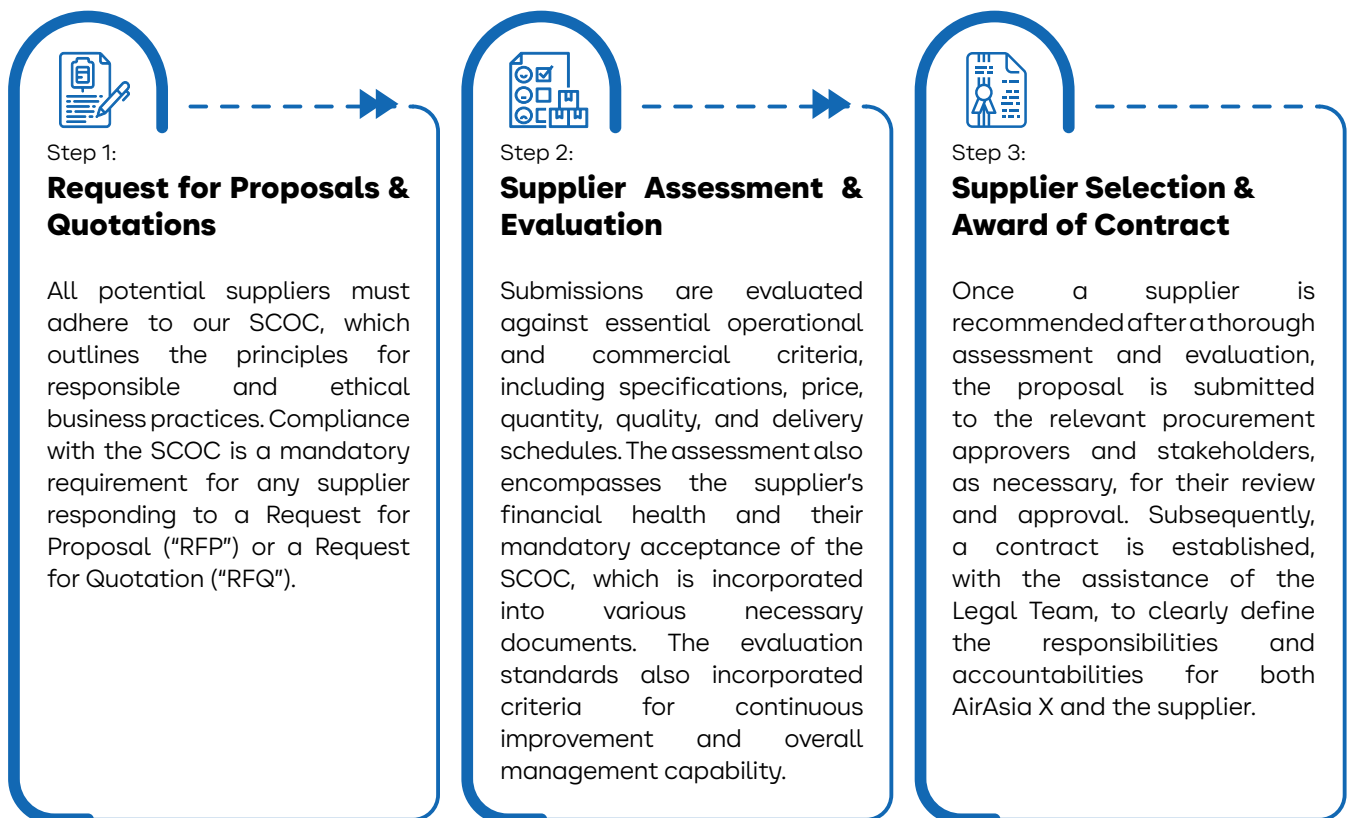 Step 1:
Request for Proposals &
Quotations
All potential suppliers must
adhere to our SCOC, which
outlines the principles for
responsible and ethical
business practices. Compliance
with the SCOC is a mandatory
requirement for any supplier
responding to a Request for
Proposal (“RFP”) or a Request
for Quotation (“RFQ”).
Step 2:
Supplier Assessment &
Evaluation
Submissions are evaluated
against essential operational
and commercial criteria,
including specifications, price,
quantity, quality, and delivery
schedules. The assessment also
encompasses the supplier’s
financial health and their
mandatory acceptance of the
SCOC, which is incorporated
into various necessary
documents. The evaluation
standards also incorporated
criteria for continuous
improvement and overall
management capability.
Step 3:
Supplier Selection &
Award of Contract
Once a supplier is
recommended after a thorough
assessment and evaluation,
the proposal is submitted
to the relevant procurement
approvers and stakeholders,
as necessary, for their review
and approval. Subsequently,
a contract is established,
with the assistance of the
Legal Team, to clearly define
the responsibilities and
accountabilities for both
AirAsia X and the supplier.